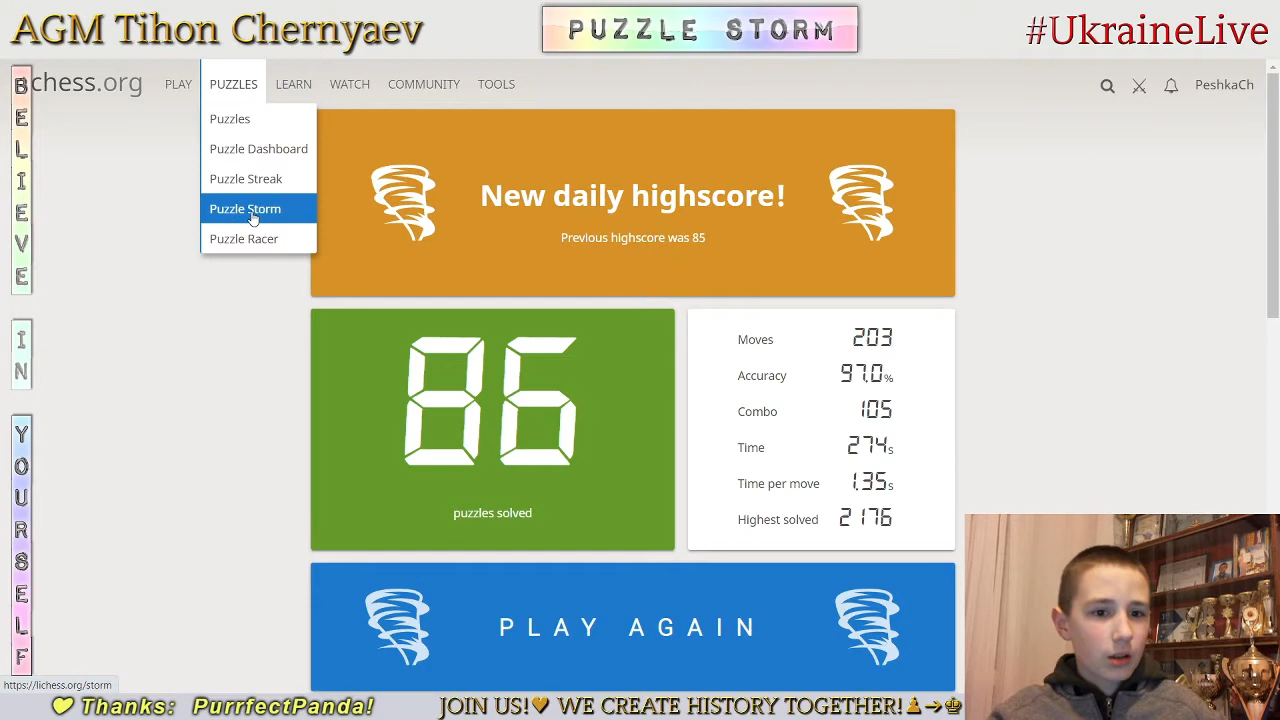 AGM Tihon Chernyaev
PUZZLE STORM
#UkraineLive
BELIEVE
IN
YOURSELF
chess.org
PLAY PUZZLES LEARN WATCH COMMUNITY TOOLS
PeshkaCh
Puzzles
Puzzle Dashboard
Puzzle Streak
Puzzle Storm
Puzzle Racer
New daily highscore!
Previous highscore was 85
86
puzzles solved
Moves 203
Accuracy 97.0%
Combo 105
Time 274s
Time per move 1.35s
Highest solved 2176
PLAY AGAIN
https://lichess.org/storm
Thanks: PurrfectPanda!
JOIN US! WE CREATE HISTORY TOGETHER!